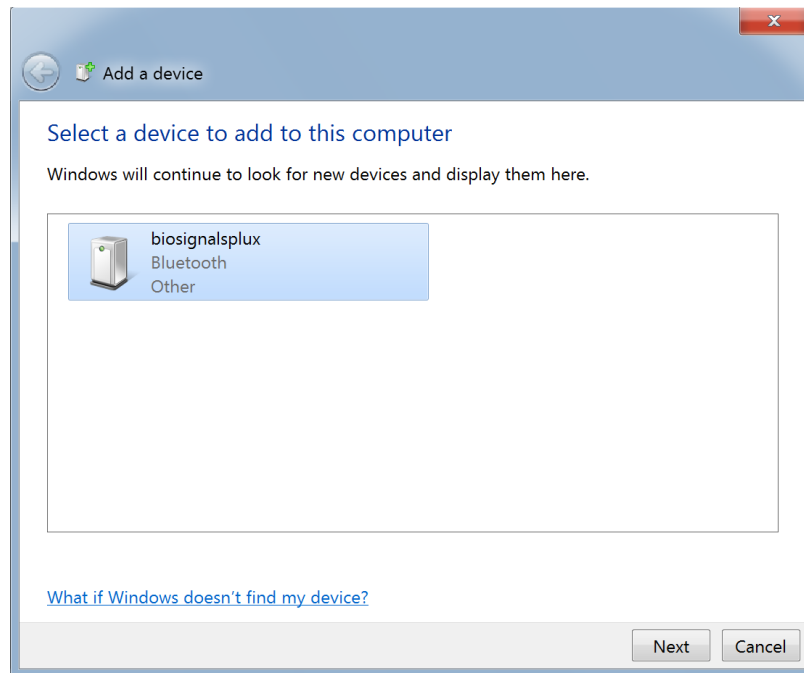 Add a device
Select a device to add to this computer
Windows will continue to look for new devices and display them here.
biosignalsplux
Bluetooth
Other
What if Windows doesn't find my device?
Next Cancel